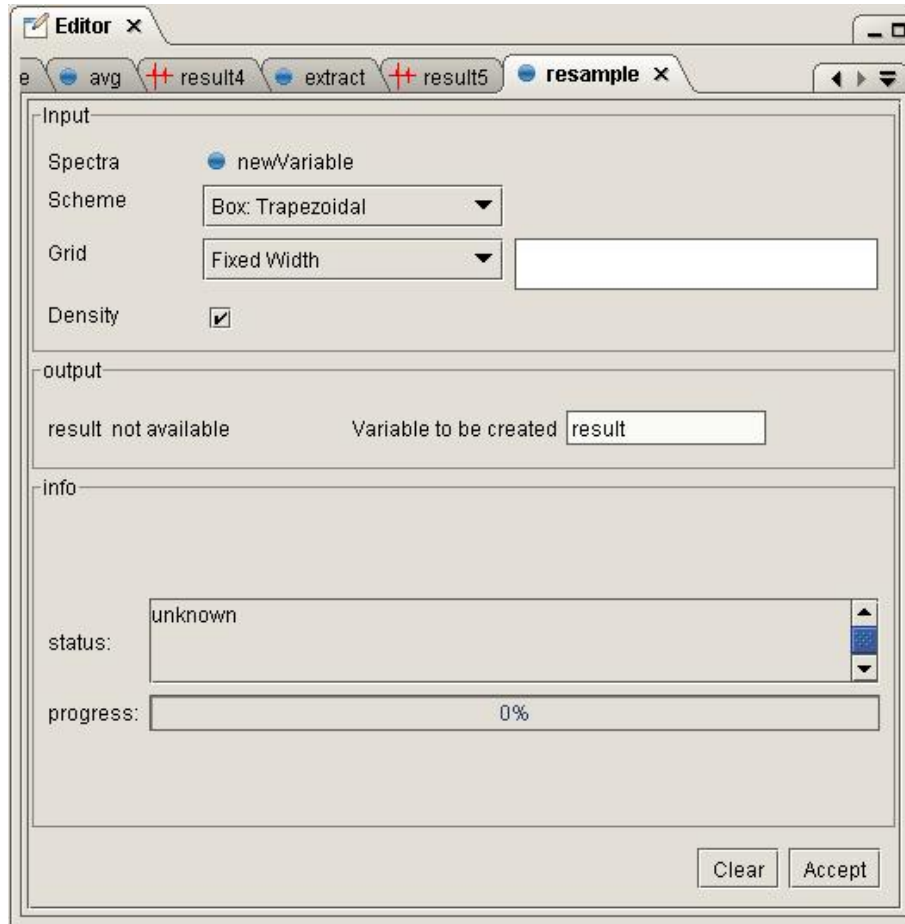 Editor
e avg result4 extract result5 resample
Input
Spectra newVariable
Scheme Box: Trapezoidal
Grid Fixed Width
Density
output
result not available Variable to be created result
info
status: unknown
progress: 0%
Clear Accept